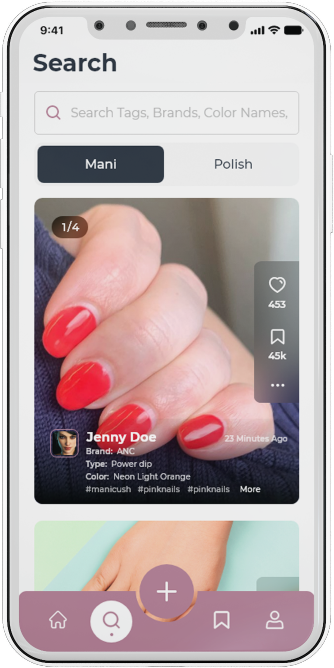 9:41
Search
Search Tags, Brands, Color Names,
Mani Polish
1/4
453
45k
Jenny Doe
23 Minutes Ago
Brand: ANC
Type: Power dip
Color: Neon Light Orange
#manicush #pinknails #pinknails More